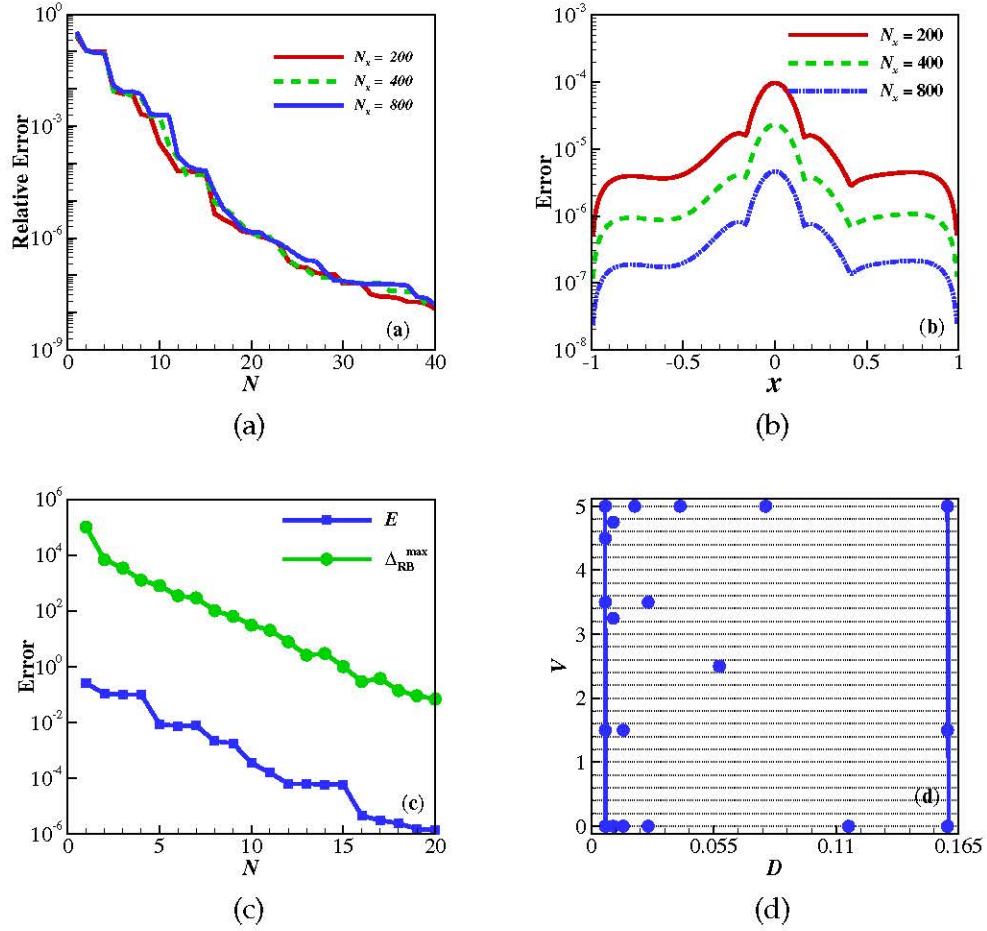 10^0
10^-3
10^-6
10^-9
0
10
20
30
40
Relative Error
N
N_x = 200
N_x = 400
N_x = 800
(a)
(a)
10^-3
10^-4
10^-5
10^-6
10^-7
10^-8
-1
-0.5
0
0.5
1
Error
x
N_x = 200
N_x = 400
N_x = 800
(b)
(b)
10^6
10^4
10^2
10^0
10^-2
10^-4
10^-6
0
5
10
15
20
Error
N
E
Δ_RB^max
(c)
(c)
5
4
3
2
1
0
0
0.055
0.11
0.165
V
D
(d)
(d)